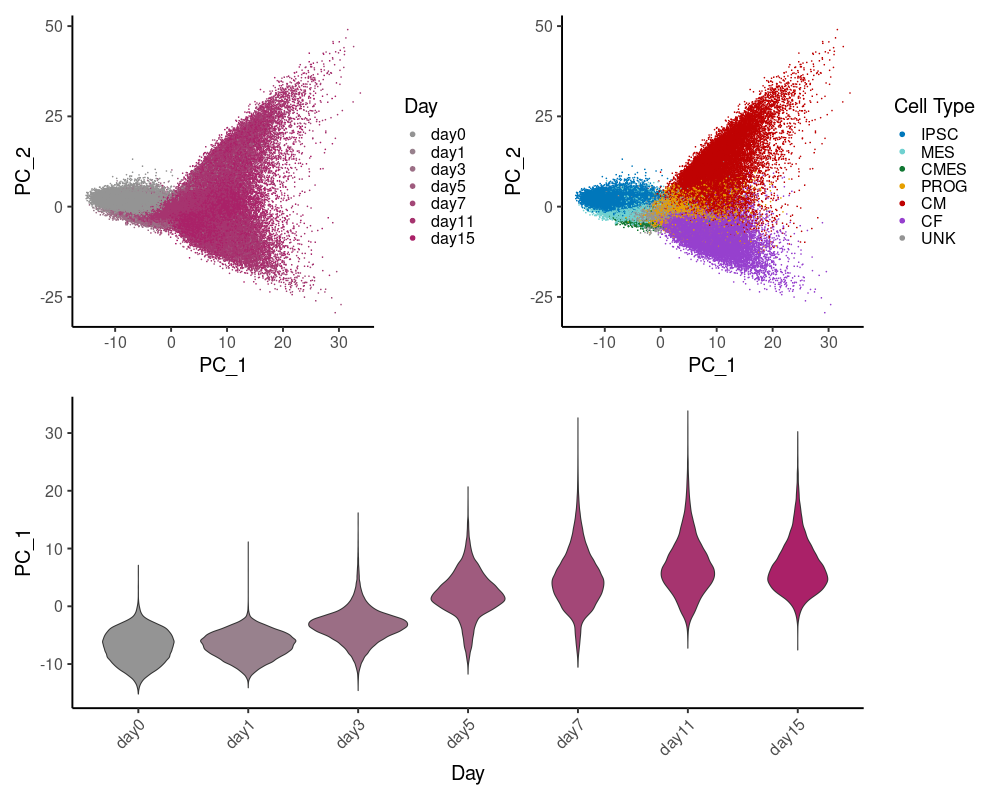 50
25
0
-25
PC_2
-10 0 10 20 30
PC_1
Day
day0
day1
day3
day5
day7
day11
day15
50
25
0
-25
PC_2
-10 0 10 20 30
PC_1
Cell Type
IPSC
MES
CMES
PROG
CM
CF
UNK
30
20
10
0
-10
PC_1
day0 day1 day3 day5 day7 day11 day15
Day